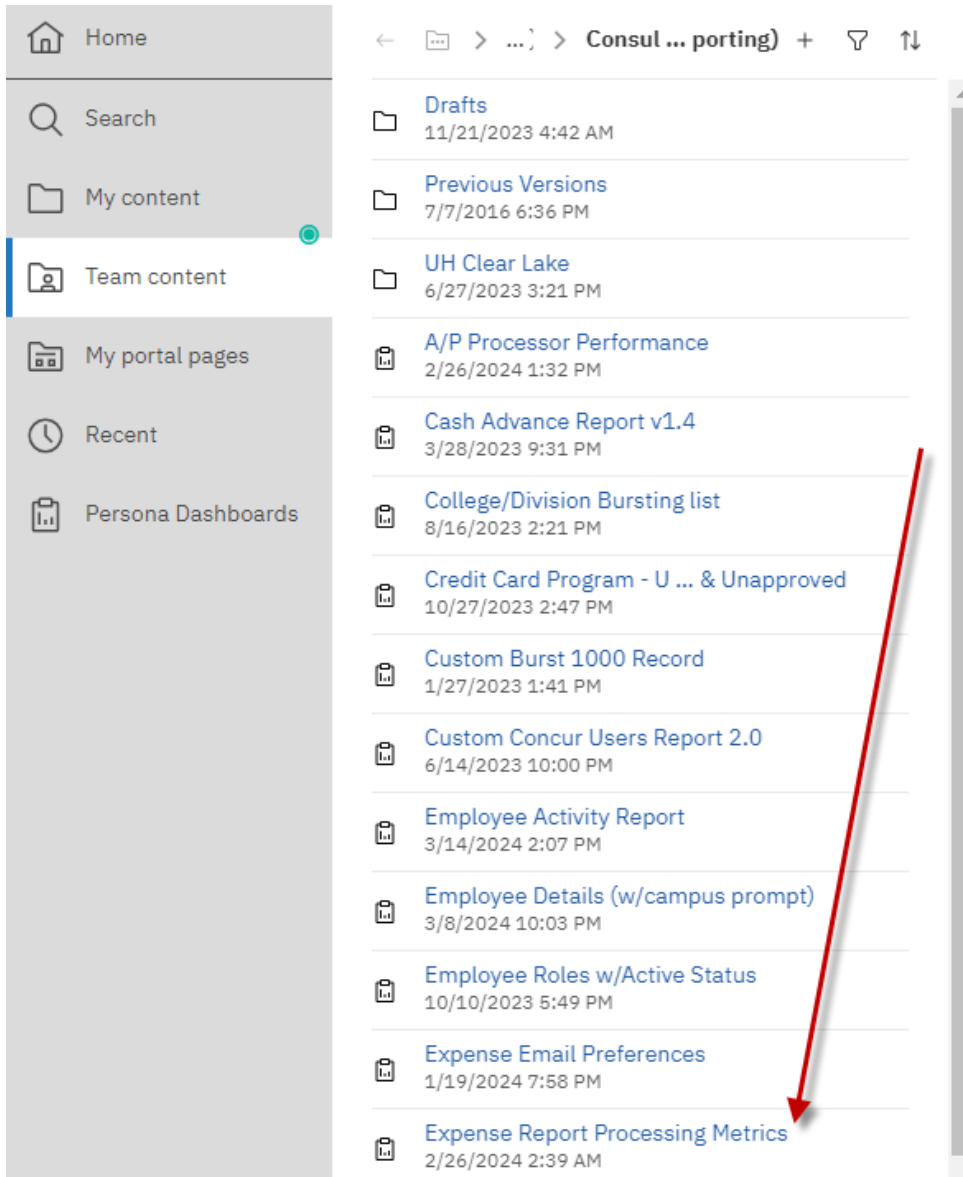 Home
Search
My content
Team content
My portal pages
Recent
Persona Dashboards
... > Consul ... porting) +
Drafts
11/21/2023 4:42 AM
Previous Versions
7/7/2016 6:36 PM
UH Clear Lake
6/27/2023 3:21 PM
A/P Processor Performance
2/26/2024 1:32 PM
Cash Advance Report v1.4
3/28/2023 9:31 PM
College/Division Bursting list
8/16/2023 2:21 PM
Credit Card Program - U ... & Unapproved
10/27/2023 2:47 PM
Custom Burst 1000 Record
1/27/2023 1:41 PM
Custom Concur Users Report 2.0
6/14/2023 10:00 PM
Employee Activity Report
3/14/2024 2:07 PM
Employee Details (w/campus prompt)
3/8/2024 10:03 PM
Employee Roles w/Active Status
10/10/2023 5:49 PM
Expense Email Preferences
1/19/2024 7:58 PM
Expense Report Processing Metrics
2/26/2024 2:39 AM